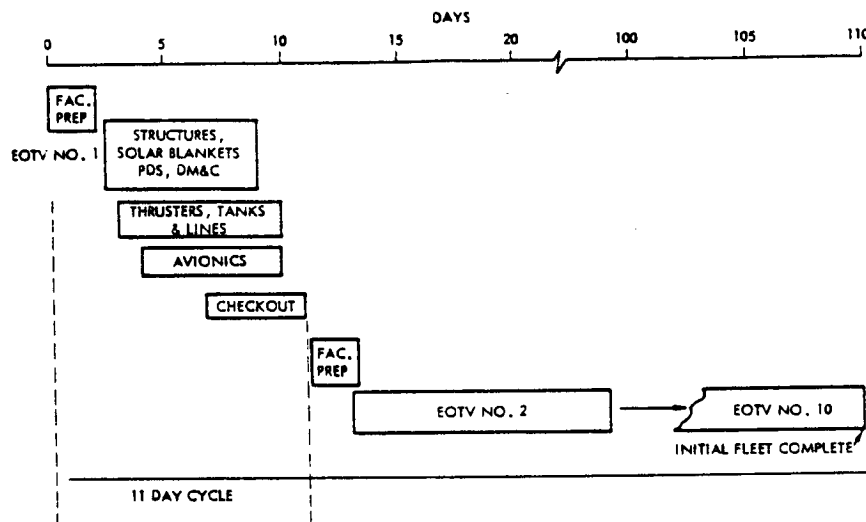 DAYS
0 5 10 15 20 100 105 110
FAC.
PREP
EOTV NO. 1
STRUCTURES,
SOLAR BLANKETS
PDS, DM&C
THRUSTERS, TANKS
& LINES
AVIONICS
CHECKOUT
FAC.
PREP
EOTV NO. 2
EOTV NO. 10
INITIAL FLEET COMPLETE
11 DAY CYCLE